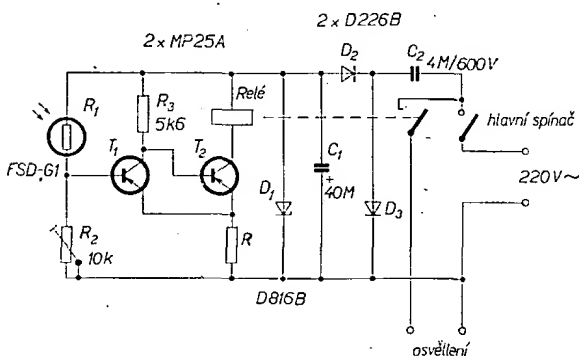 2 x D226B
2 x MP25A
D2
C2
4M/600V
R1
R3
5k6
Relé
hlavní spínač
T1
T2
C1
+
40M
FSD-G1
220V~
D1
D3
R2
10k
R
D816B
osvětlení